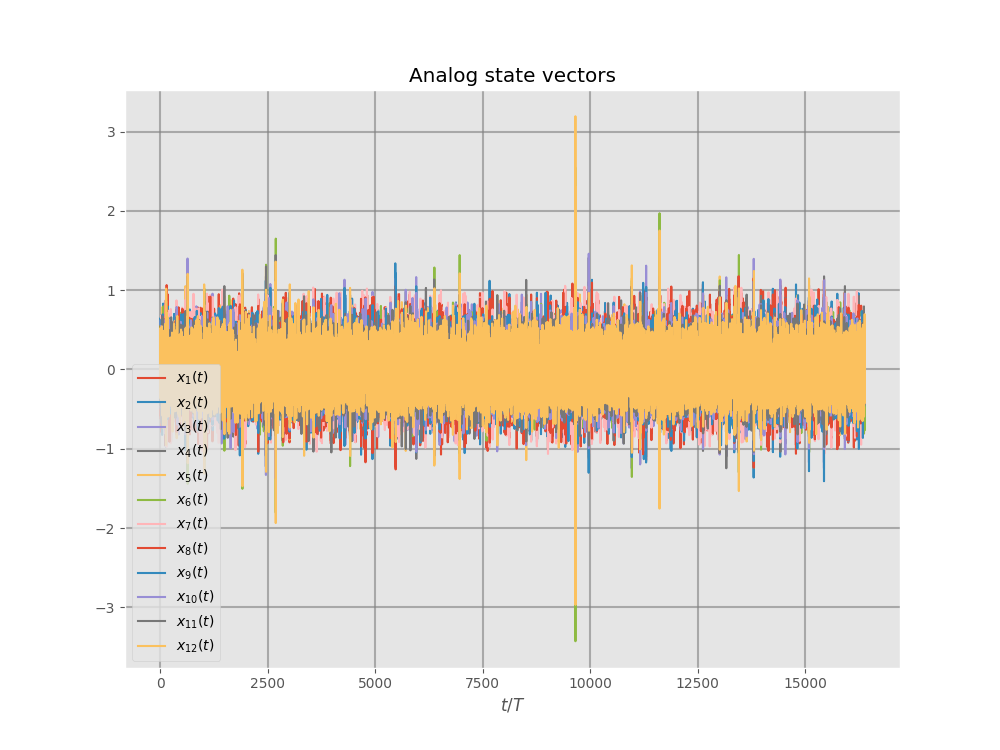 Analog state vectors
3
2
1
0
−1
−2
−3
x₁(t)
x₂(t)
x₃(t)
x₄(t)
x₅(t)
x₆(t)
x₇(t)
x₈(t)
x₉(t)
x₁₀(t)
x₁₁(t)
x₁₂(t)
0 2500 5000 7500 10000 12500 15000
t/T